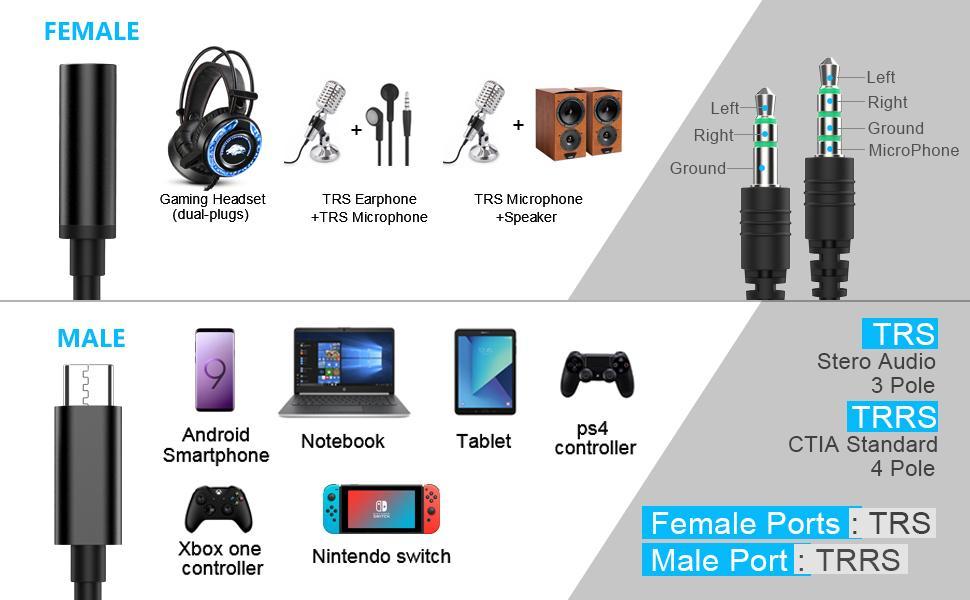 FEMALE
Gaming Headset
(dual-plugs)
+
TRS Earphone
+TRS Microphone
+
TRS Microphone
+Speaker
Left
Right
Ground
Left
Right
Ground
MicroPhone
MALE
9
Android
Smartphone
Notebook
Tablet
ps4
controller
Xbox one
controller
SWITCH
Nintendo switch
TRS
Stero Audio
3 Pole
TRRS
CTIA Standard
4 Pole
Female Ports : TRS
Male Port : TRRS